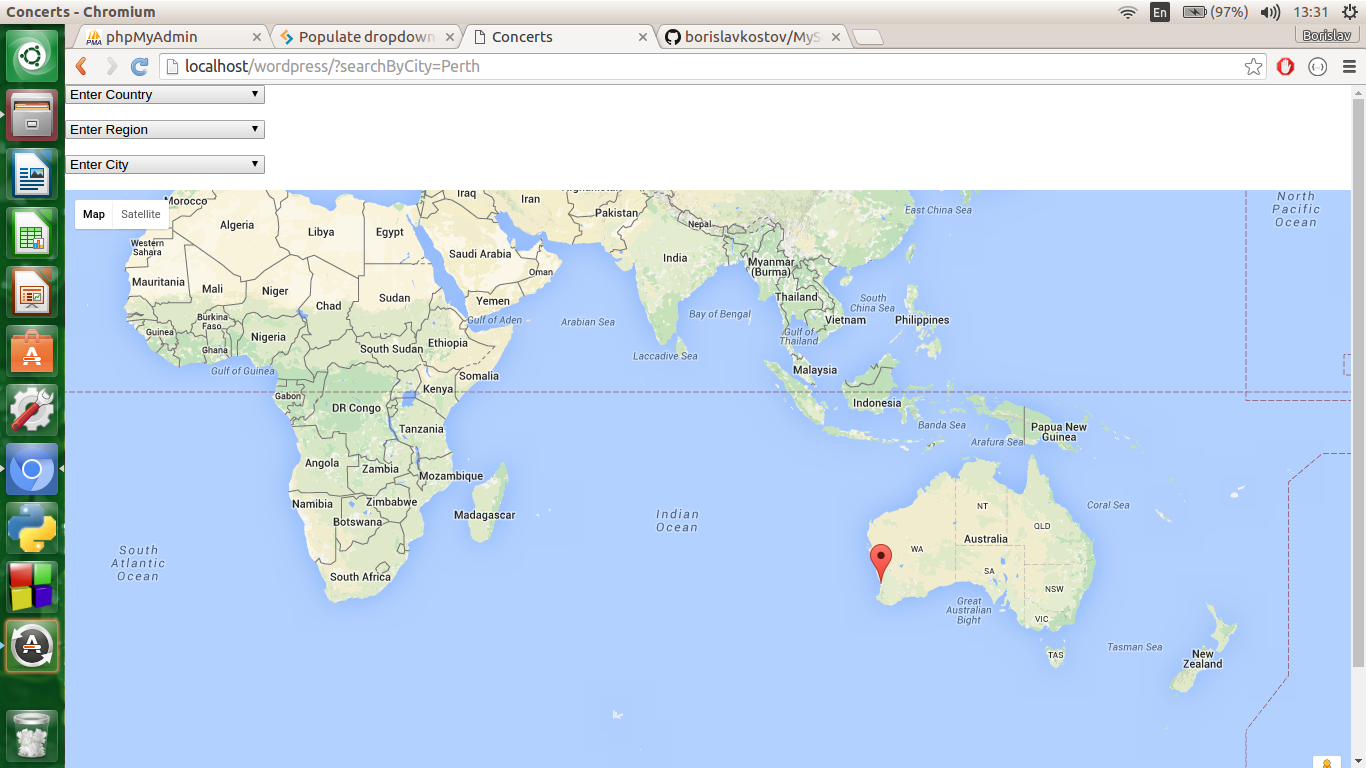 Concerts - Chromium
En
(97%)
13:31
phpMyAdmin
Populate dropdown
Concerts
borislavkostov/MyS
Borislav
localhost/wordpress/?searchByCity=Perth
Enter Country
Enter Region
Enter City
Map
Satellite
Morocco
Algeria
Libya
Egypt
Western Sahara
Mauritania
Mali
Niger
Chad
Sudan
Burkina Faso
Guinea
Ghana
Nigeria
Gulf of Guinea
South Sudan
Ethiopia
Somalia
Kenya
Gabon
DR Congo
Tanzania
Angola
Zambia
Mozambique
Namibia
Zimbabwe
Botswana
Madagascar
South Africa
South Atlantic Ocean
Iraq
Iran
Afghanistan
Pakistan
Saudi Arabia
Oman
Yemen
Gulf of Aden
Arabian Sea
Nepal
India
Bay of Bengal
Laccadive Sea
Myanmar (Burma)
Thailand
Gulf of Thailand
Vietnam
South China Sea
East China Sea
Philippines
Malaysia
Indonesia
Banda Sea
Arafura Sea
Papua New Guinea
North Pacific Ocean
Indian Ocean
NT
QLD
Australia
WA
SA
NSW
VIC
TAS
Great Australian Bight
Coral Sea
Tasman Sea
New Zealand